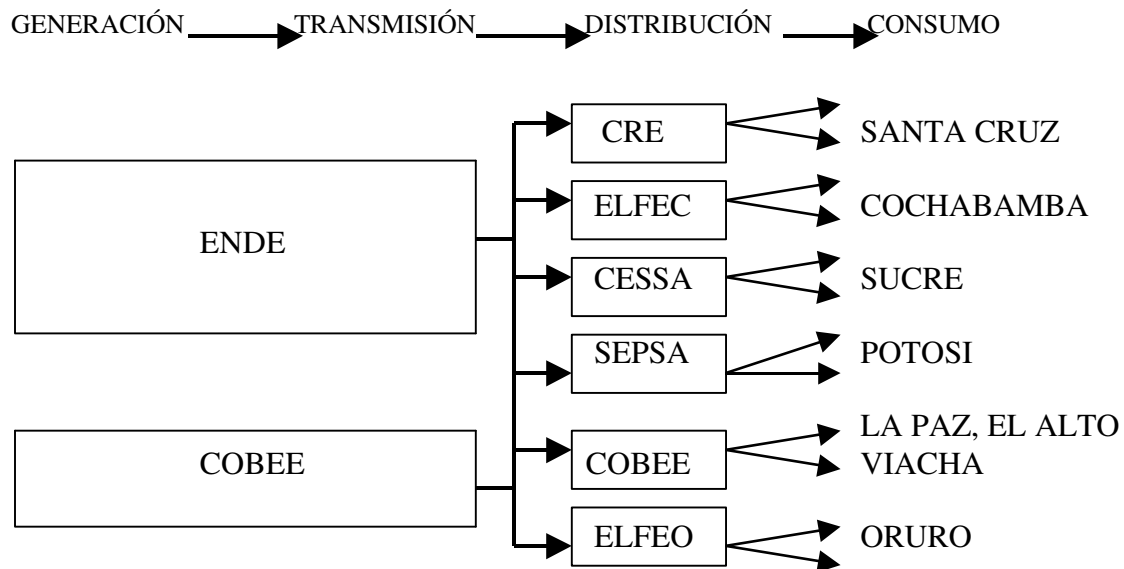 GENERACIÓN TRANSMISIÓN DISTRIBUCIÓN CONSUMO
CRE SANTA CRUZ
ELFEC COCHABAMBA
ENDE
CESSA SUCRE
SEPSA POTOSI
LA PAZ, EL ALTO
COBEE COBEE VIACHA
ELFEO ORURO